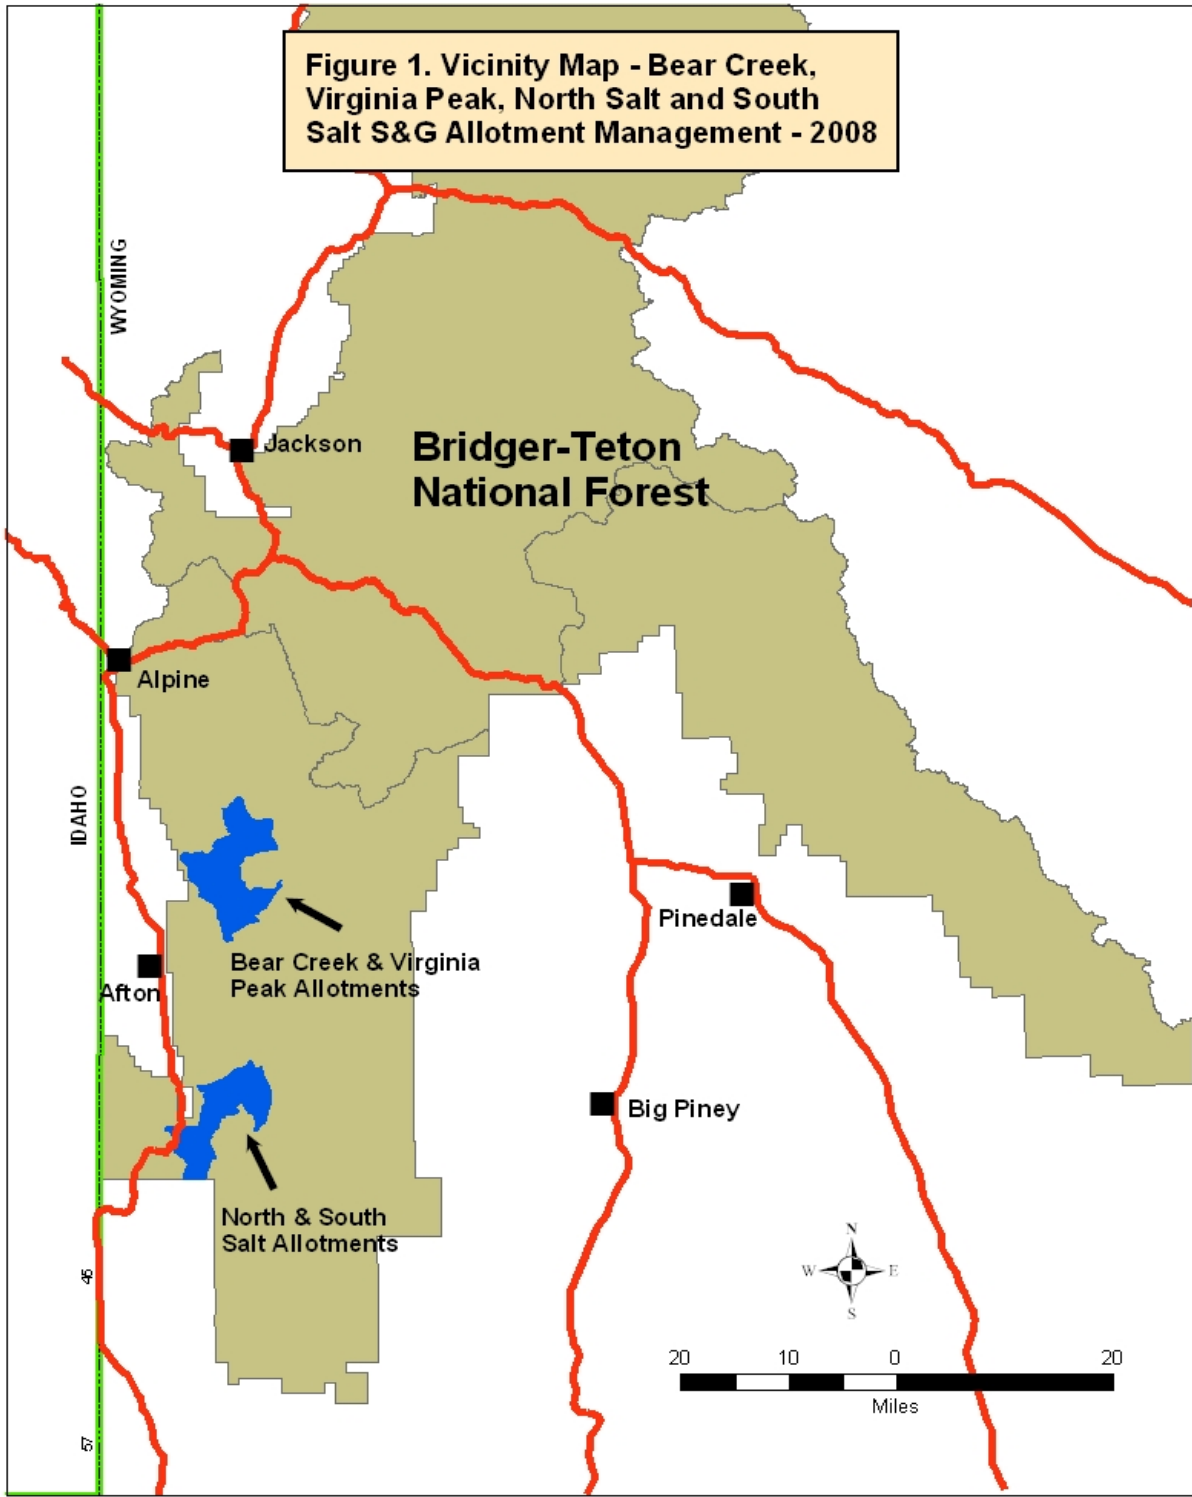 Figure 1. Vicinity Map - Bear Creek,
Virginia Peak, North Salt and South
Salt S&G Allotment Management - 2008
WYOMING
Jackson
Bridger-Teton
National Forest
Alpine
IDAHO
Pinedale
Bear Creek & Virginia
Peak Allotments
Afton
Big Piney
North & South
Salt Allotments
N
W E
S
45
20 10 0 20
Miles
57